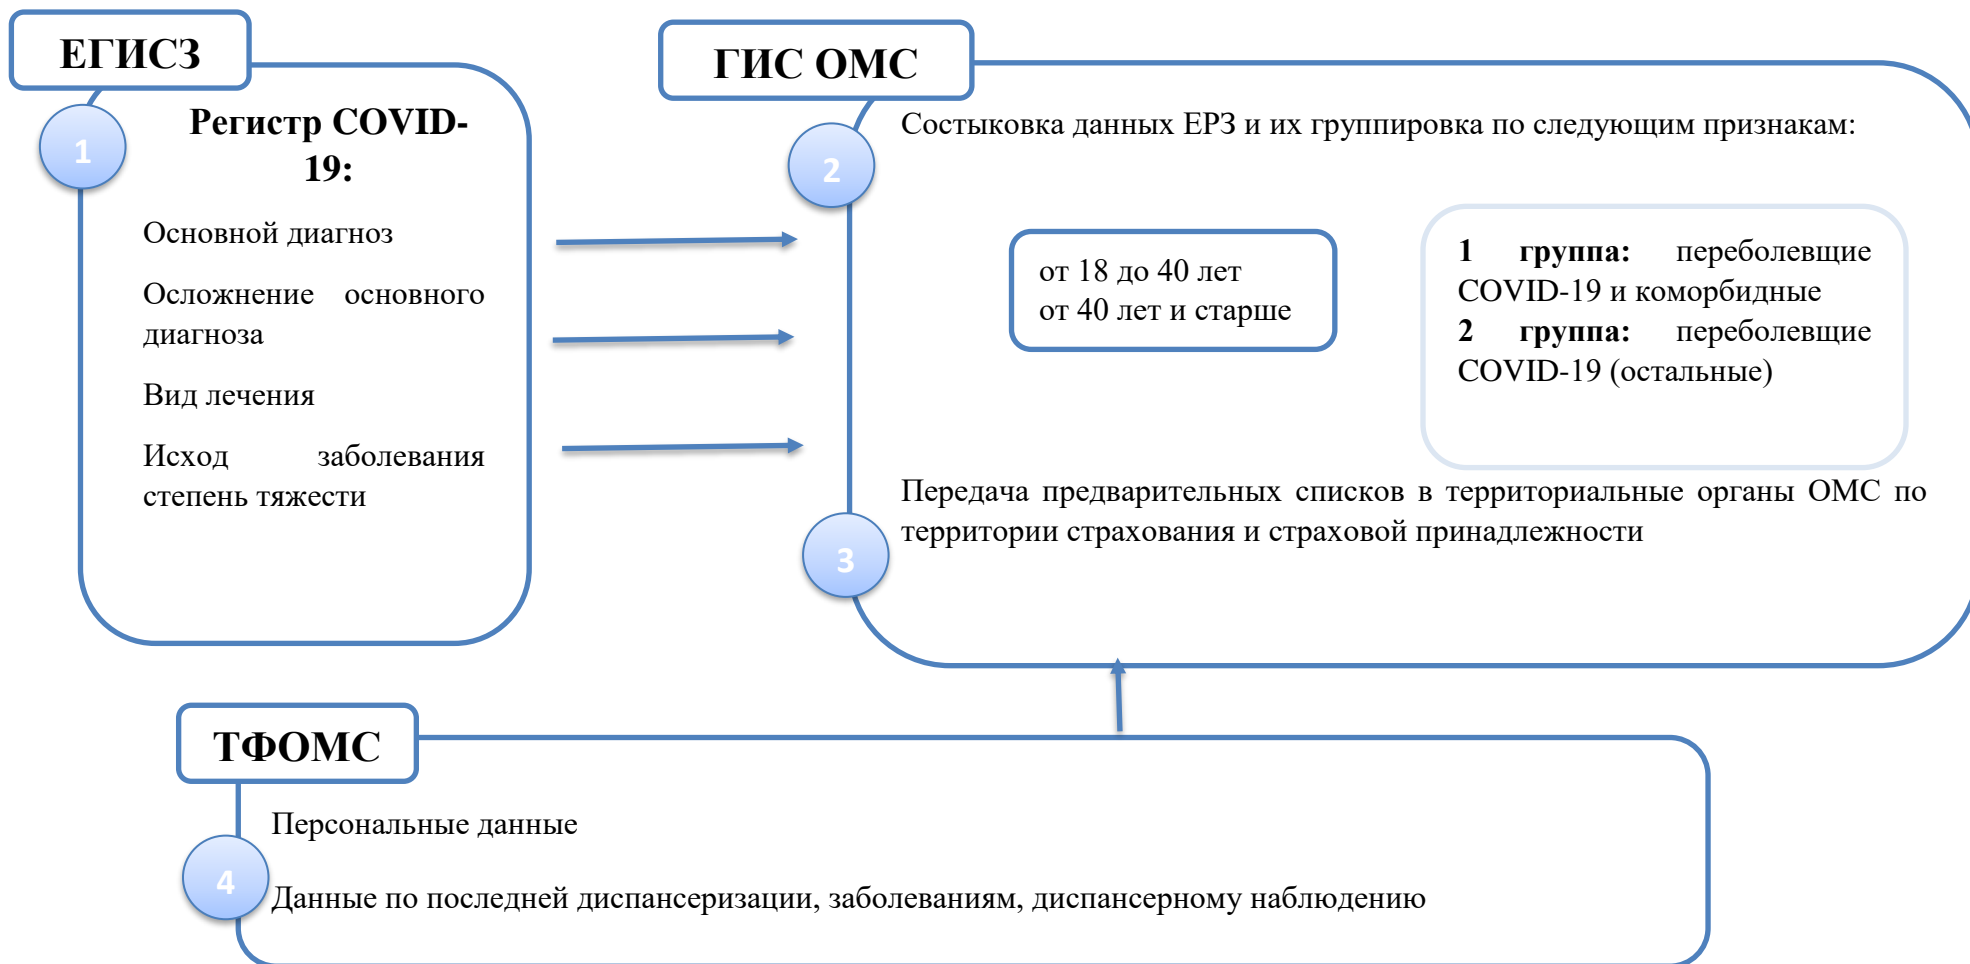 ЕГИСЗ
1
Регистр COVID-
19:
Основной диагноз
Осложнение основного
диагноза
Вид лечения
Исход заболевания
степень тяжести
ГИС ОМС
2
Состыковка данных ЕРЗ и их группировка по следующим признакам:
от 18 до 40 лет
от 40 лет и старше
1 группа: переболевщие
COVID-19 и коморбидные
2 группа: переболевщие
COVID-19 (остальные)
Передача предварительных списков в территориальные органы ОМС по
территории страхования и страховой принадлежности
3
ТФОМС
Персональные данные
4
Данные по последней диспансеризации, заболеваниям, диспансерному наблюдению